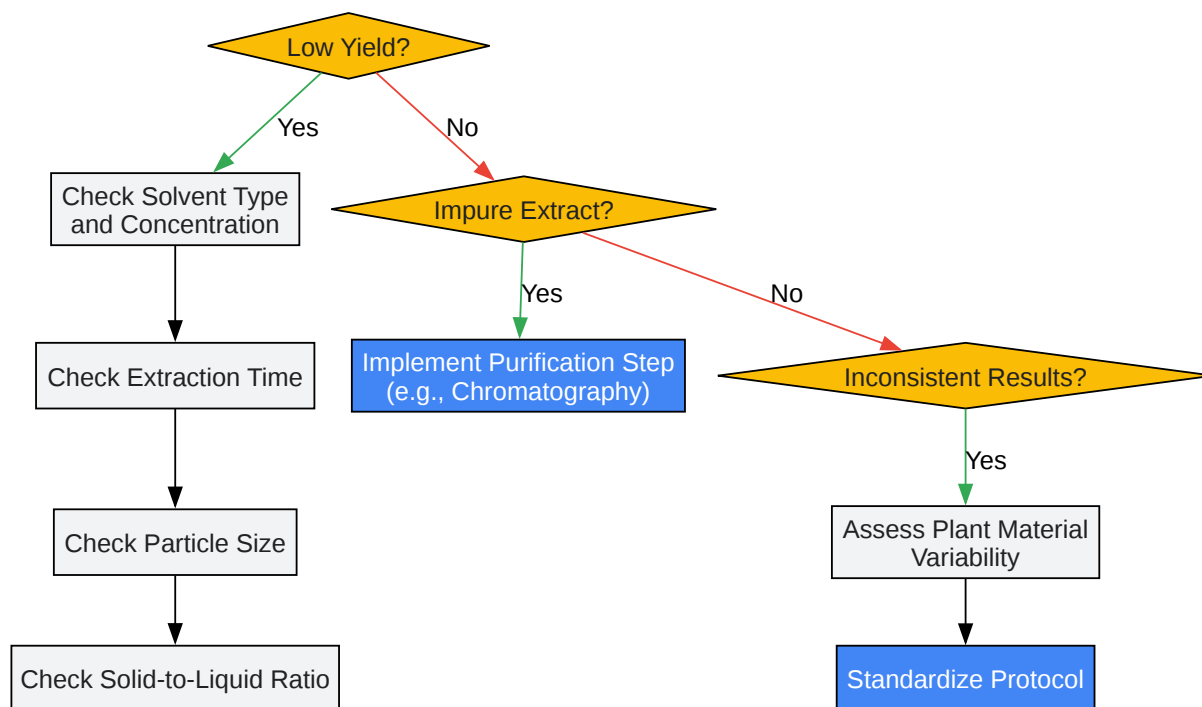 Low Yield?
Yes
No
Check Solvent Type
and Concentration
Impure Extract?
Yes
No
Check Extraction Time
Implement Purification Step
(e.g., Chromatography)
Inconsistent Results?
Yes
Check Particle Size
Assess Plant Material
Variability
Check Solid-to-Liquid Ratio
Standardize Protocol